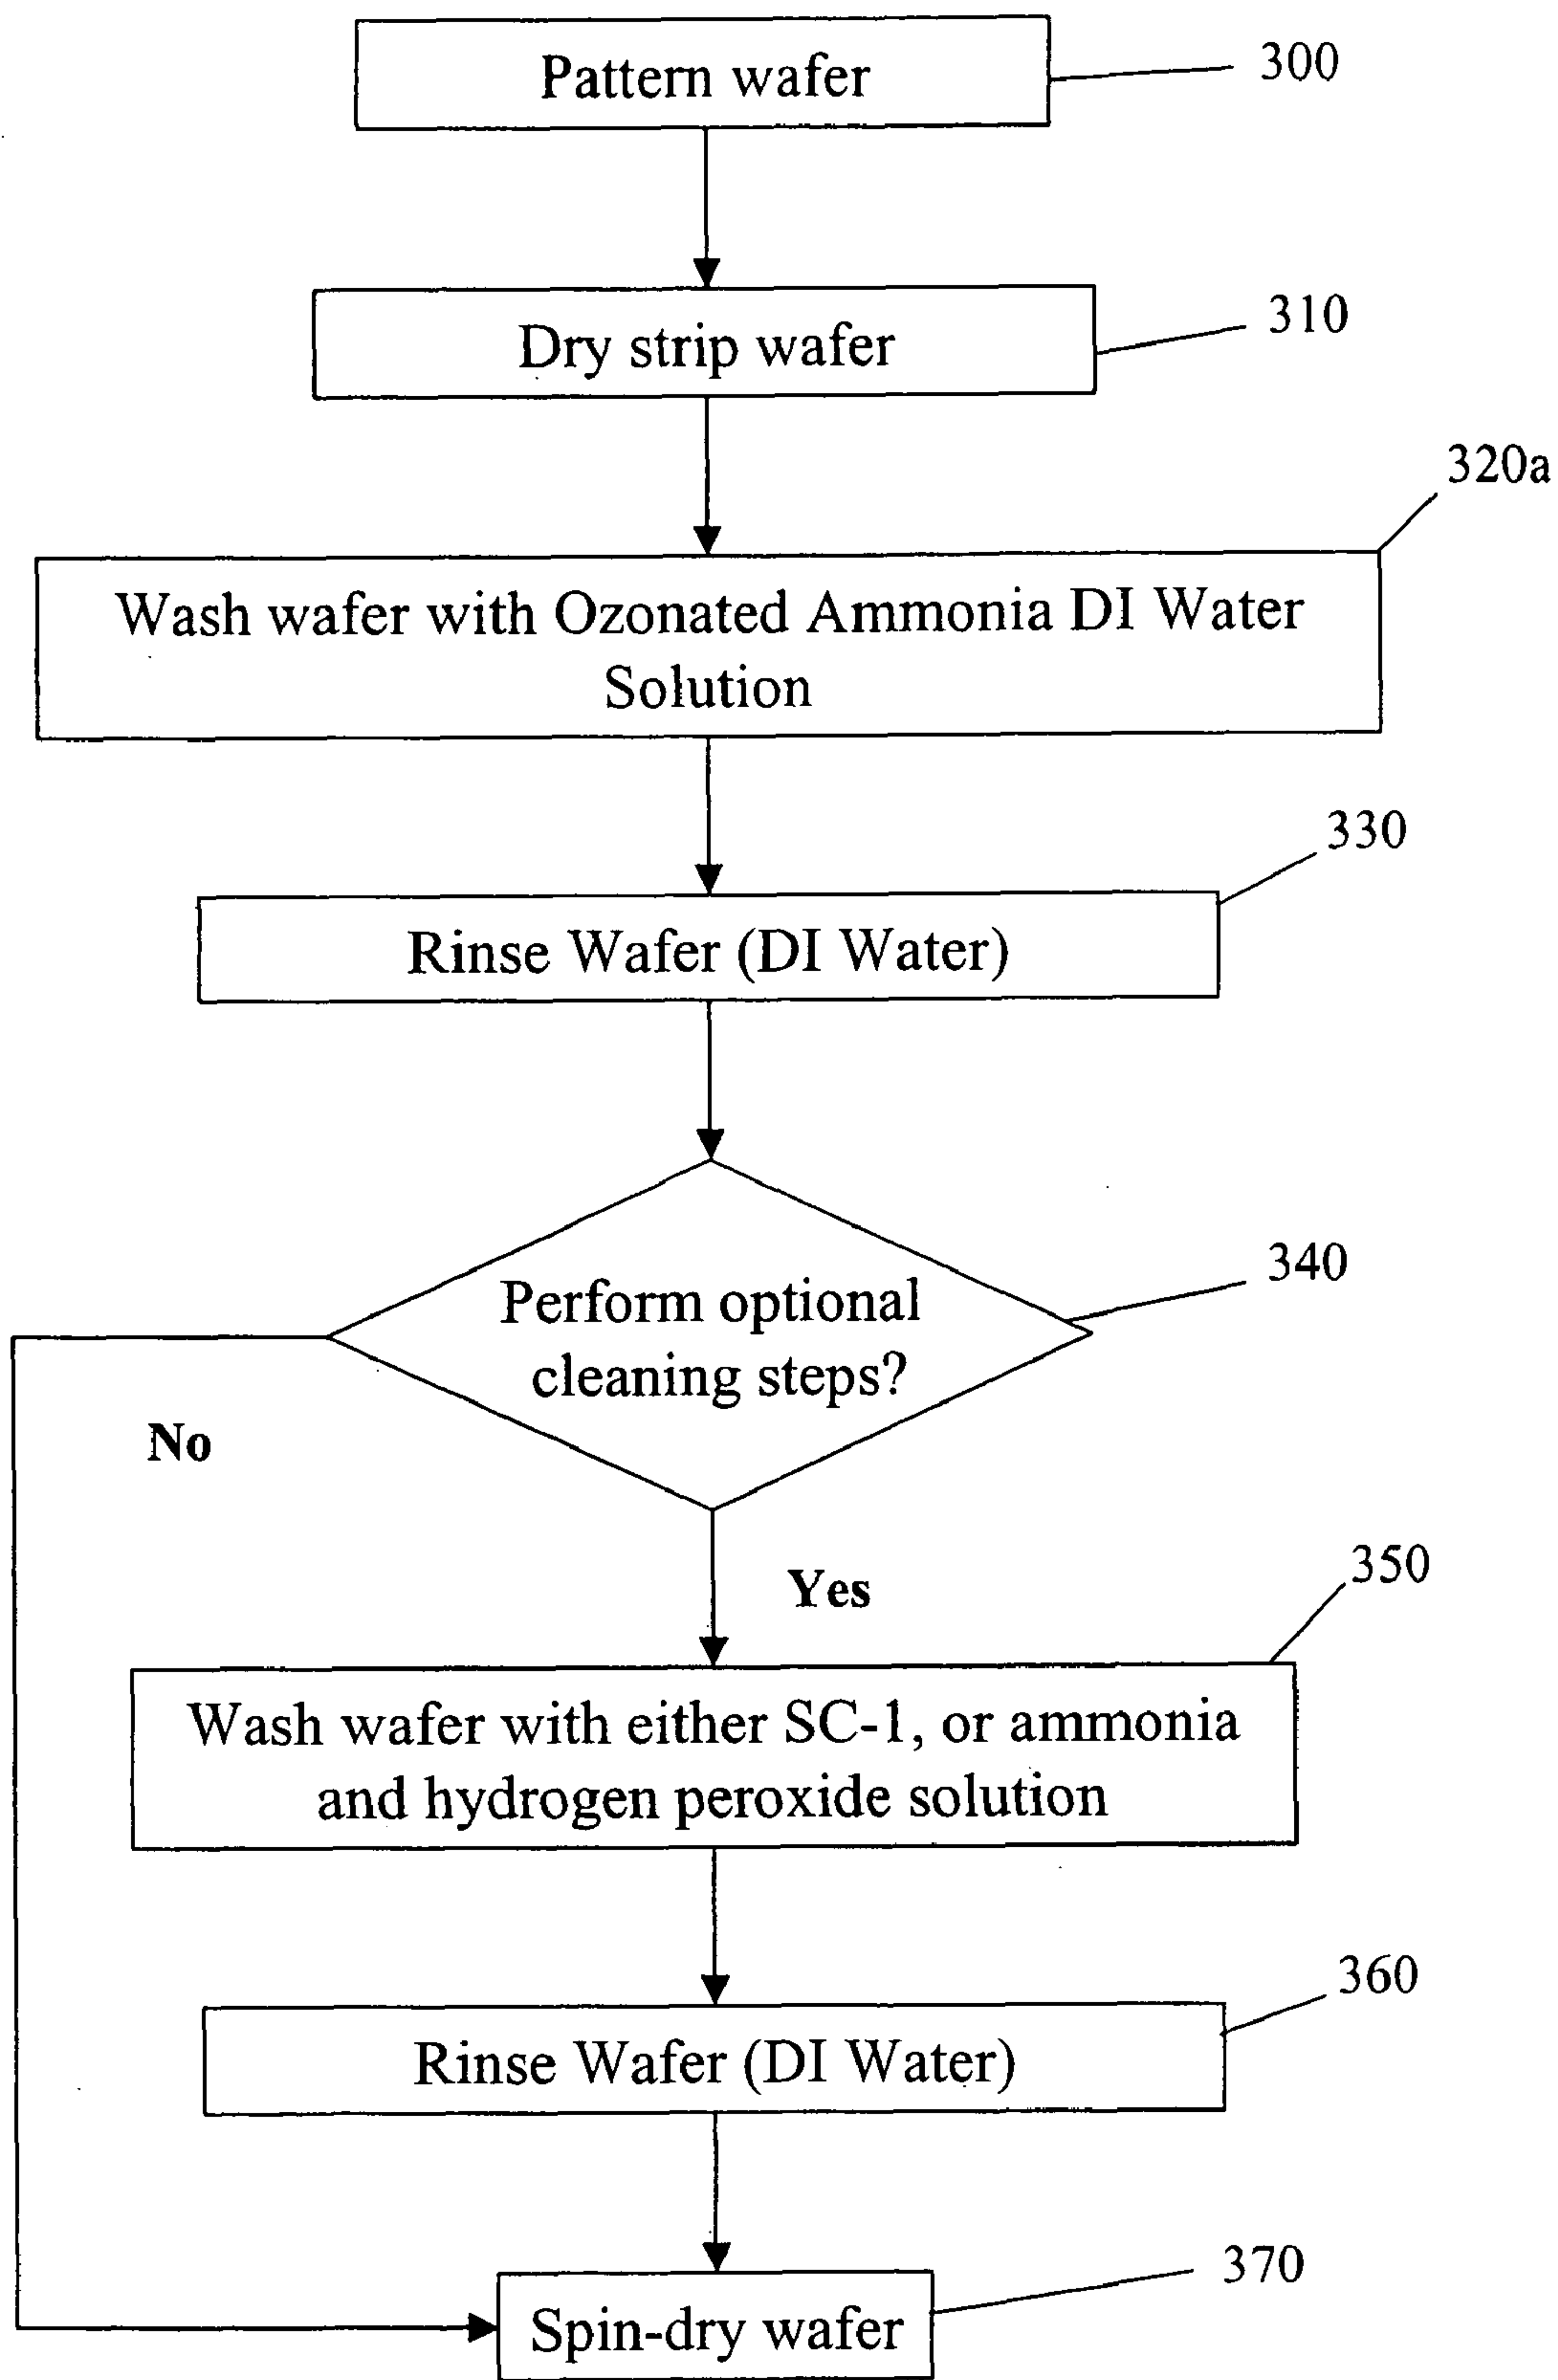 Pattern wafer
300
Dry strip wafer
310
320a
Wash wafer with Ozonated Ammonia DI Water
Solution
330
Rinse Wafer (DI Water)
340
Perform optional
cleaning steps?
No
Yes
350
Wash wafer with either SC-1, or ammonia
and hydrogen peroxide solution
360
Rinse Wafer (DI Water)
370
Spin-dry wafer